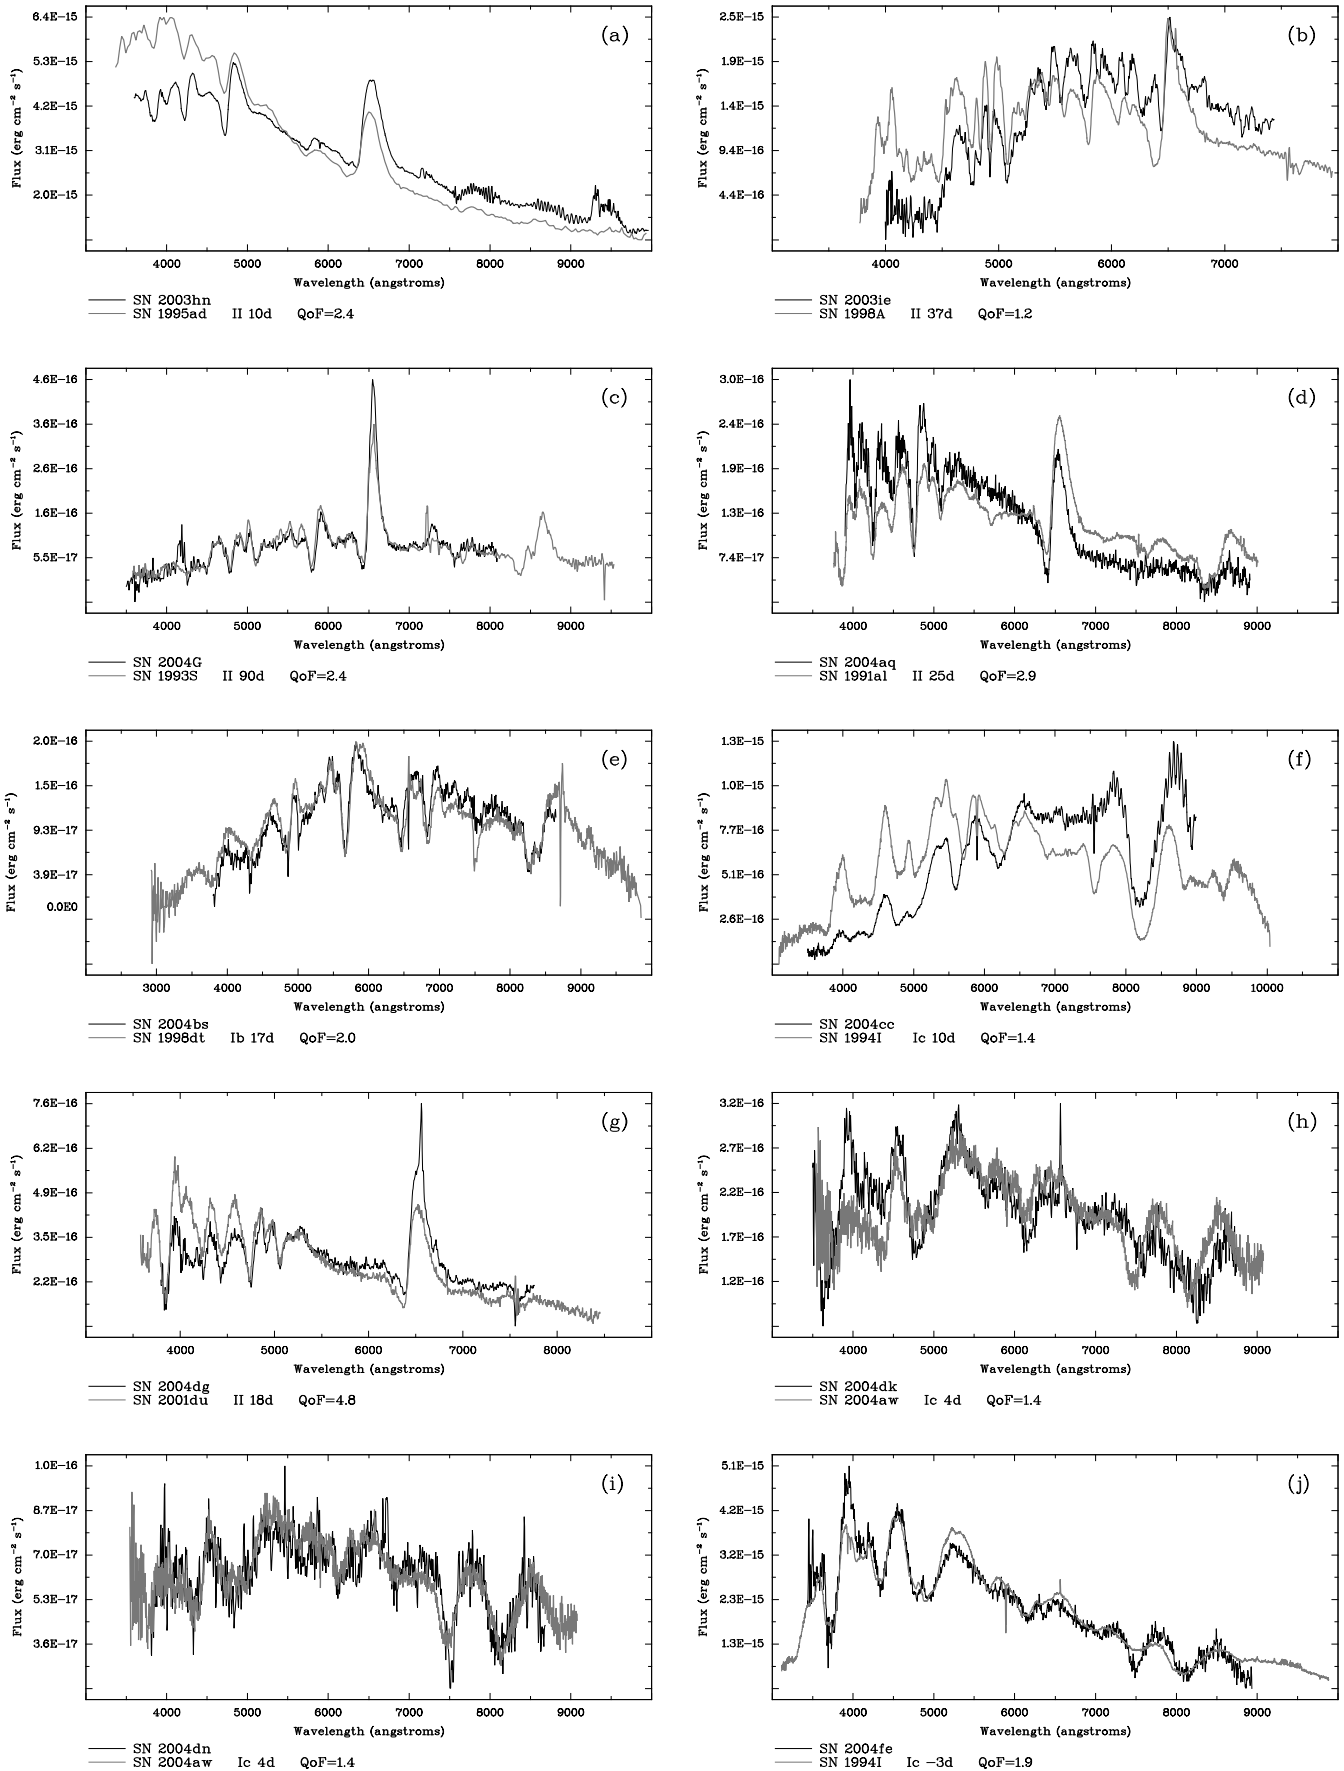 (a)
Flux (erg cm⁻² s⁻¹)
6.4E-15
5.3E-15
4.2E-15
3.1E-15
2.0E-15
4000 5000 6000 7000 8000 9000
Wavelength (angstroms)
SN 2003hn
SN 1995ad II 10d QoF=2.4
(b)
Flux (erg cm⁻² s⁻¹)
2.5E-15
1.9E-15
1.4E-15
9.4E-16
4.4E-16
4000 5000 6000 7000
Wavelength (angstroms)
SN 2003ie
SN 1998A II 37d QoF=1.2
(c)
Flux (erg cm⁻² s⁻¹)
4.6E-16
3.6E-16
2.6E-16
1.6E-16
5.5E-17
4000 5000 6000 7000 8000 9000
Wavelength (angstroms)
SN 2004G
SN 1993S II 90d QoF=2.4
(d)
Flux (erg cm⁻² s⁻¹)
3.0E-16
2.4E-16
1.9E-16
1.3E-16
7.4E-17
4000 5000 6000 7000 8000 9000
Wavelength (angstroms)
SN 2004aq
SN 1991al II 25d QoF=2.9
(e)
Flux (erg cm⁻² s⁻¹)
2.0E-16
1.5E-16
9.3E-17
3.9E-17
0.0E0
3000 4000 5000 6000 7000 8000 9000
Wavelength (angstroms)
SN 2004bs
SN 1998dt Ib 17d QoF=2.0
(f)
Flux (erg cm⁻² s⁻¹)
1.3E-15
1.0E-15
7.7E-16
5.1E-16
2.6E-16
4000 5000 6000 7000 8000 9000 10000
Wavelength (angstroms)
SN 2004cc
SN 1994I Ic 10d QoF=1.4
(g)
Flux (erg cm⁻² s⁻¹)
7.6E-16
6.2E-16
4.9E-16
3.5E-16
2.2E-16
4000 5000 6000 7000 8000
Wavelength (angstroms)
SN 2004dg
SN 2001du II 18d QoF=4.8
(h)
Flux (erg cm⁻² s⁻¹)
3.2E-16
2.7E-16
2.2E-16
1.7E-16
1.2E-16
4000 5000 6000 7000 8000 9000
Wavelength (angstroms)
SN 2004dk
SN 2004aw Ic 4d QoF=1.4
(i)
Flux (erg cm⁻² s⁻¹)
1.0E-16
8.7E-17
7.0E-17
5.3E-17
3.6E-17
4000 5000 6000 7000 8000 9000
Wavelength (angstroms)
SN 2004dn
SN 2004aw Ic 4d QoF=1.4
(j)
Flux (erg cm⁻² s⁻¹)
5.1E-15
4.2E-15
3.2E-15
2.3E-15
1.3E-15
4000 5000 6000 7000 8000 9000
Wavelength (angstroms)
SN 2004fe
SN 1994I Ic −3d QoF=1.9